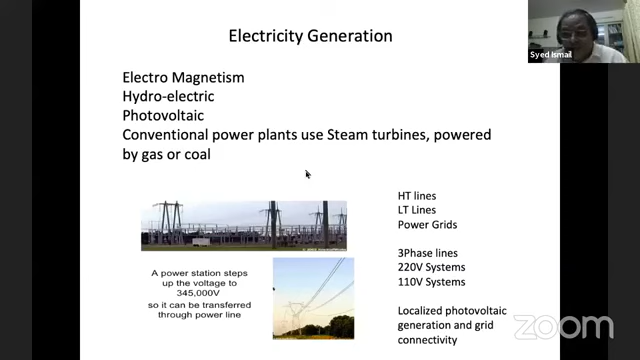 Electricity Generation
Syed Ismail
Electro Magnetism
Hydro-electric
Photovoltaic
Conventional power plants use Steam turbines, powered
by gas or coal
A power station steps
up the voltage to
345,000V
so it can be transferred
through power line
HT lines
LT Lines
Power Grids
3Phase lines
220V Systems
110V Systems
Localized photovoltaic
generation and grid
connectivity
zoom